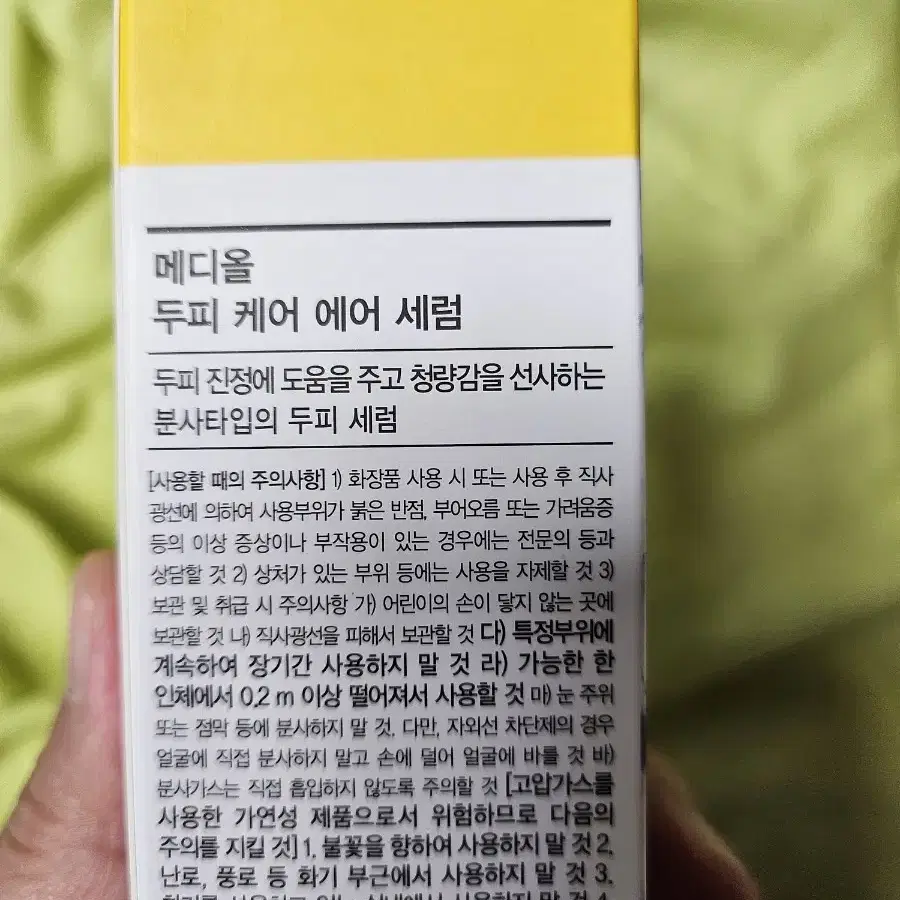 메디올
두피 케어 에어 세럼
두피 진정에 도움을 주고 청량감을 선사하는
분사타입의 두피 세럼
[사용할 때의 주의사항] 1) 화장품 사용 시 또는 사용 후 직사
광선에 의하여 사용부위가 붉은 반점, 부어오름 또는 가려움증
등의 이상 증상이나 부작용이 있는 경우에는 전문의 등과
상담할 것 2) 상처가 있는 부위 등에는 사용을 자제할 것 3)
보관 및 취급 시 주의사항 가) 어린이의 손이 닿지 않는 곳에
보관할 것 나) 직사광선을 피해서 보관할 것 다) 특정부위에
계속하여 장기간 사용하지 말 것 라) 가능한 한
인체에서 0.2 m 이상 떨어져서 사용할 것 마) 눈 주위
또는 점막 등에 분사하지 말 것. 다만, 자외선 차단제의 경우
얼굴에 직접 분사하지 말고 손에 덜어 얼굴에 바를 것 바)
분사가스는 직접 흡입하지 않도록 주의할 것 [고압가스를
사용한 가연성 제품으로서 위험하므로 다음의
주의를 지킬 것] 1. 불꽃을 향하여 사용하지 말 것 2.
난로, 풍로 등 화기 부근에서 사용하지 말 것 3.